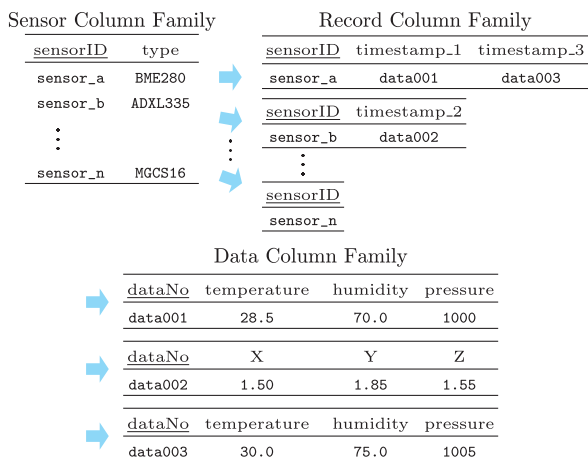 Sensor Column Family
sensorID type
sensor_a BME280
sensor_b ADXL335
sensor_n MGCS16
Record Column Family
sensorID timestamp_1 timestamp_3
sensor_a data001 data003
sensorID timestamp_2
sensor_b data002
sensorID
sensor_n
Data Column Family
dataNo temperature humidity pressure
data001 28.5 70.0 1000
dataNo X Y Z
data002 1.50 1.85 1.55
dataNo temperature humidity pressure
data003 30.0 75.0 1005